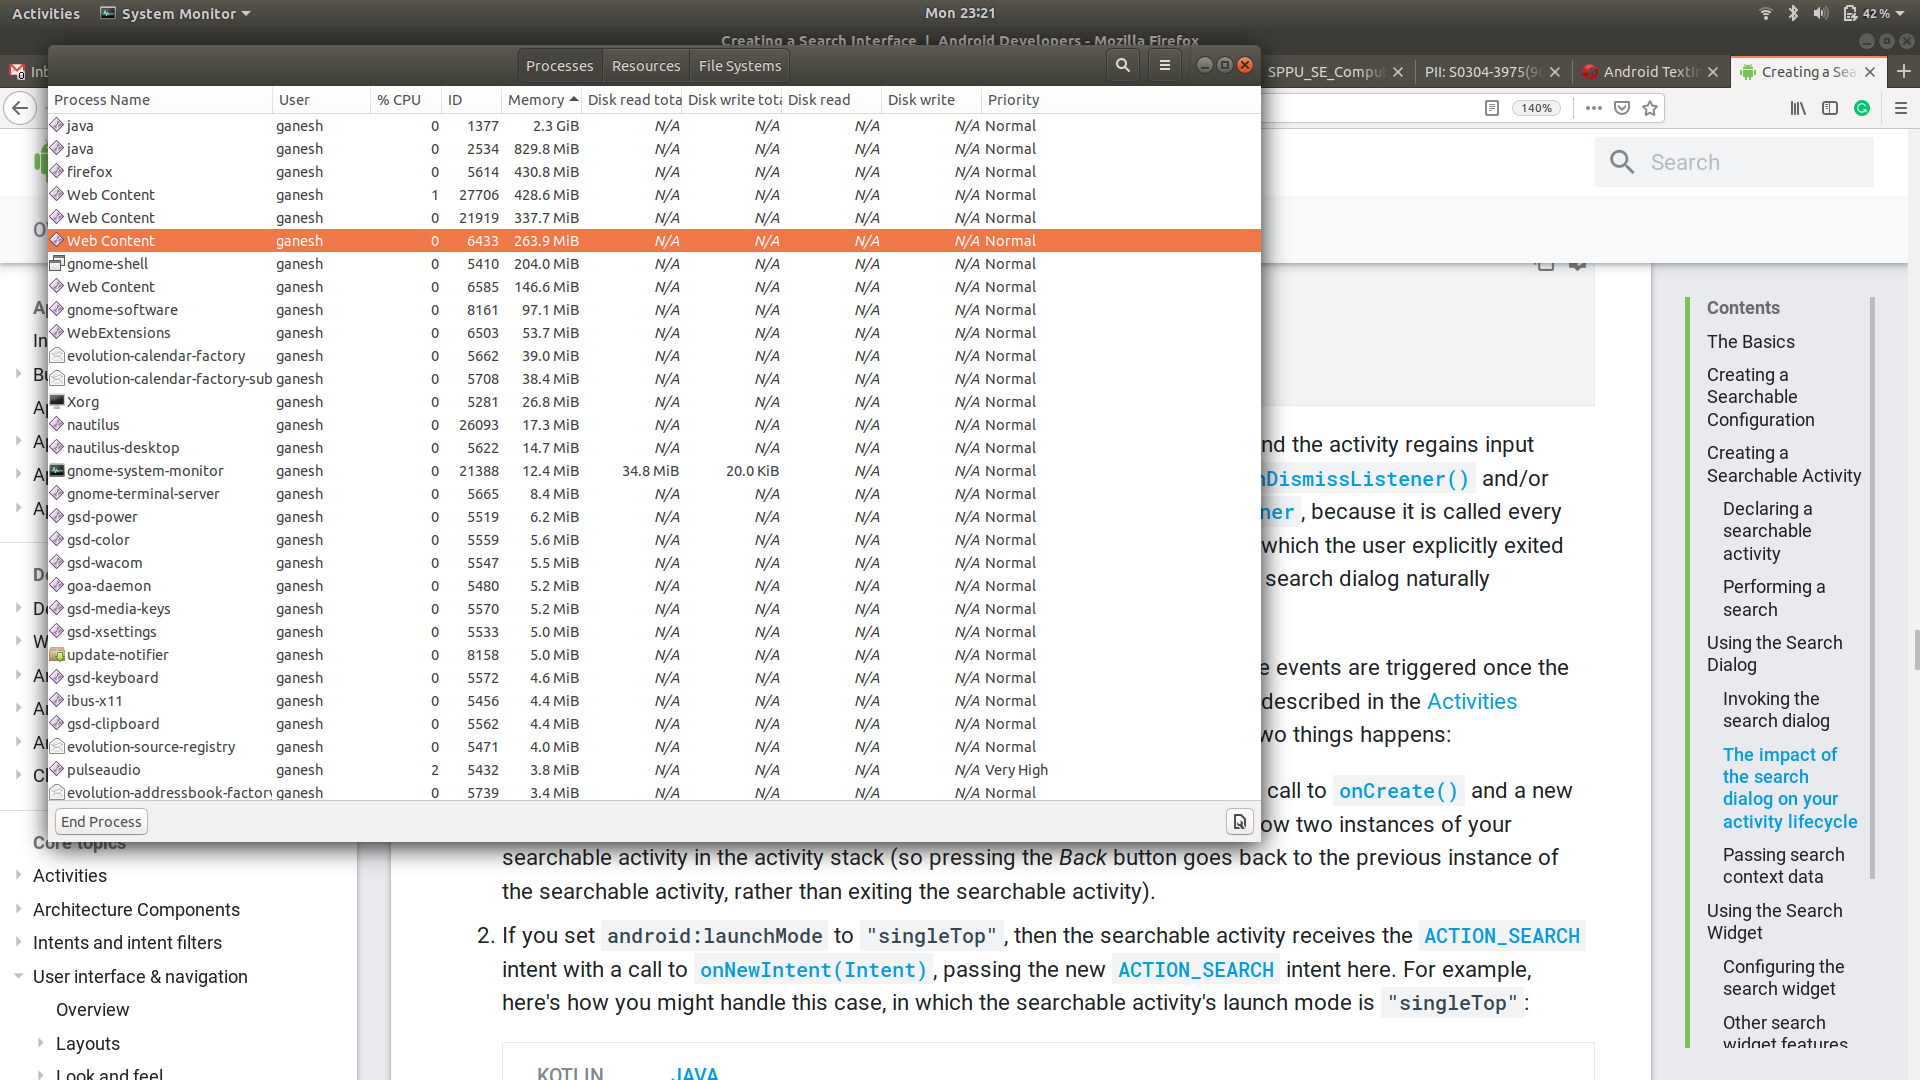 Activities System Monitor Mon 23:21 42 %
Creating a Search Interface | Android Developers - Mozilla Firefox
Processes Resources File Systems
SPPU_SE_Comput PII: S0304-3975(9 Android TextIn Creating a Sea
140%
Process Name User % CPU ID Memory Disk read tota Disk write tota Disk read Disk write Priority
java ganesh 0 1377 2.3 GiB N/A N/A N/A N/A Normal
java ganesh 0 2534 829.8 MiB N/A N/A N/A N/A Normal
firefox ganesh 0 5614 430.8 MiB N/A N/A N/A N/A Normal
Web Content ganesh 1 27706 428.6 MiB N/A N/A N/A N/A Normal
Web Content ganesh 0 21919 337.7 MiB N/A N/A N/A N/A Normal
Web Content ganesh 0 6433 263.9 MiB N/A N/A N/A N/A Normal
gnome-shell ganesh 0 5410 204.0 MiB N/A N/A N/A N/A Normal
Web Content ganesh 0 6585 146.6 MiB N/A N/A N/A N/A Normal
gnome-software ganesh 0 8161 97.1 MiB N/A N/A N/A N/A Normal
WebExtensions ganesh 0 6503 53.7 MiB N/A N/A N/A N/A Normal
evolution-calendar-factory ganesh 0 5662 39.0 MiB N/A N/A N/A N/A Normal
evolution-calendar-factory-sub ganesh 0 5708 38.4 MiB N/A N/A N/A N/A Normal
Xorg ganesh 0 5281 26.8 MiB N/A N/A N/A N/A Normal
nautilus ganesh 0 26093 17.3 MiB N/A N/A N/A N/A Normal
nautilus-desktop ganesh 0 5622 14.7 MiB N/A N/A N/A N/A Normal
gnome-system-monitor ganesh 0 21388 12.4 MiB 34.8 MiB 20.0 KiB N/A N/A Normal
gnome-terminal-server ganesh 0 5665 8.4 MiB N/A N/A N/A N/A Normal
gsd-power ganesh 0 5519 6.2 MiB N/A N/A N/A N/A Normal
gsd-color ganesh 0 5559 5.6 MiB N/A N/A N/A N/A Normal
gsd-wacom ganesh 0 5547 5.5 MiB N/A N/A N/A N/A Normal
goa-daemon ganesh 0 5480 5.2 MiB N/A N/A N/A N/A Normal
gsd-media-keys ganesh 0 5570 5.2 MiB N/A N/A N/A N/A Normal
gsd-xsettings ganesh 0 5533 5.0 MiB N/A N/A N/A N/A Normal
update-notifier ganesh 0 8158 5.0 MiB N/A N/A N/A N/A Normal
gsd-keyboard ganesh 0 5572 4.6 MiB N/A N/A N/A N/A Normal
ibus-x11 ganesh 0 5456 4.4 MiB N/A N/A N/A N/A Normal
gsd-clipboard ganesh 0 5562 4.4 MiB N/A N/A N/A N/A Normal
evolution-source-registry ganesh 0 5471 4.0 MiB N/A N/A N/A N/A Normal
pulseaudio ganesh 2 5432 3.8 MiB N/A N/A N/A N/A Very High
evolution-addressbook-factory ganesh 0 5739 3.4 MiB N/A N/A N/A N/A Normal
End Process
Search
nd the activity regains input
DismissListener() and/or
ner , because it is called every
which the user explicitly exited
search dialog naturally
e events are triggered once the
described in the Activities
wo things happens:
call to onCreate() and a new
ow two instances of your
searchable activity in the activity stack (so pressing the Back button goes back to the previous instance of
the searchable activity, rather than exiting the searchable activity).
2. If you set android:launchMode to "singleTop" , then the searchable activity receives the ACTION_SEARCH
intent with a call to onNewIntent(Intent) , passing the new ACTION_SEARCH intent here. For example,
here's how you might handle this case, in which the searchable activity's launch mode is "singleTop" :
KOTLIN JAVA
Core topics
Activities
Architecture Components
Intents and intent filters
User interface & navigation
Overview
Layouts
Look and feel
Contents
The Basics
Creating a
Searchable
Configuration
Creating a
Searchable Activity
Declaring a
searchable
activity
Performing a
search
Using the Search
Dialog
Invoking the
search dialog
The impact of
the search
dialog on your
activity lifecycle
Passing search
context data
Using the Search
Widget
Configuring the
search widget
Other search
widget features